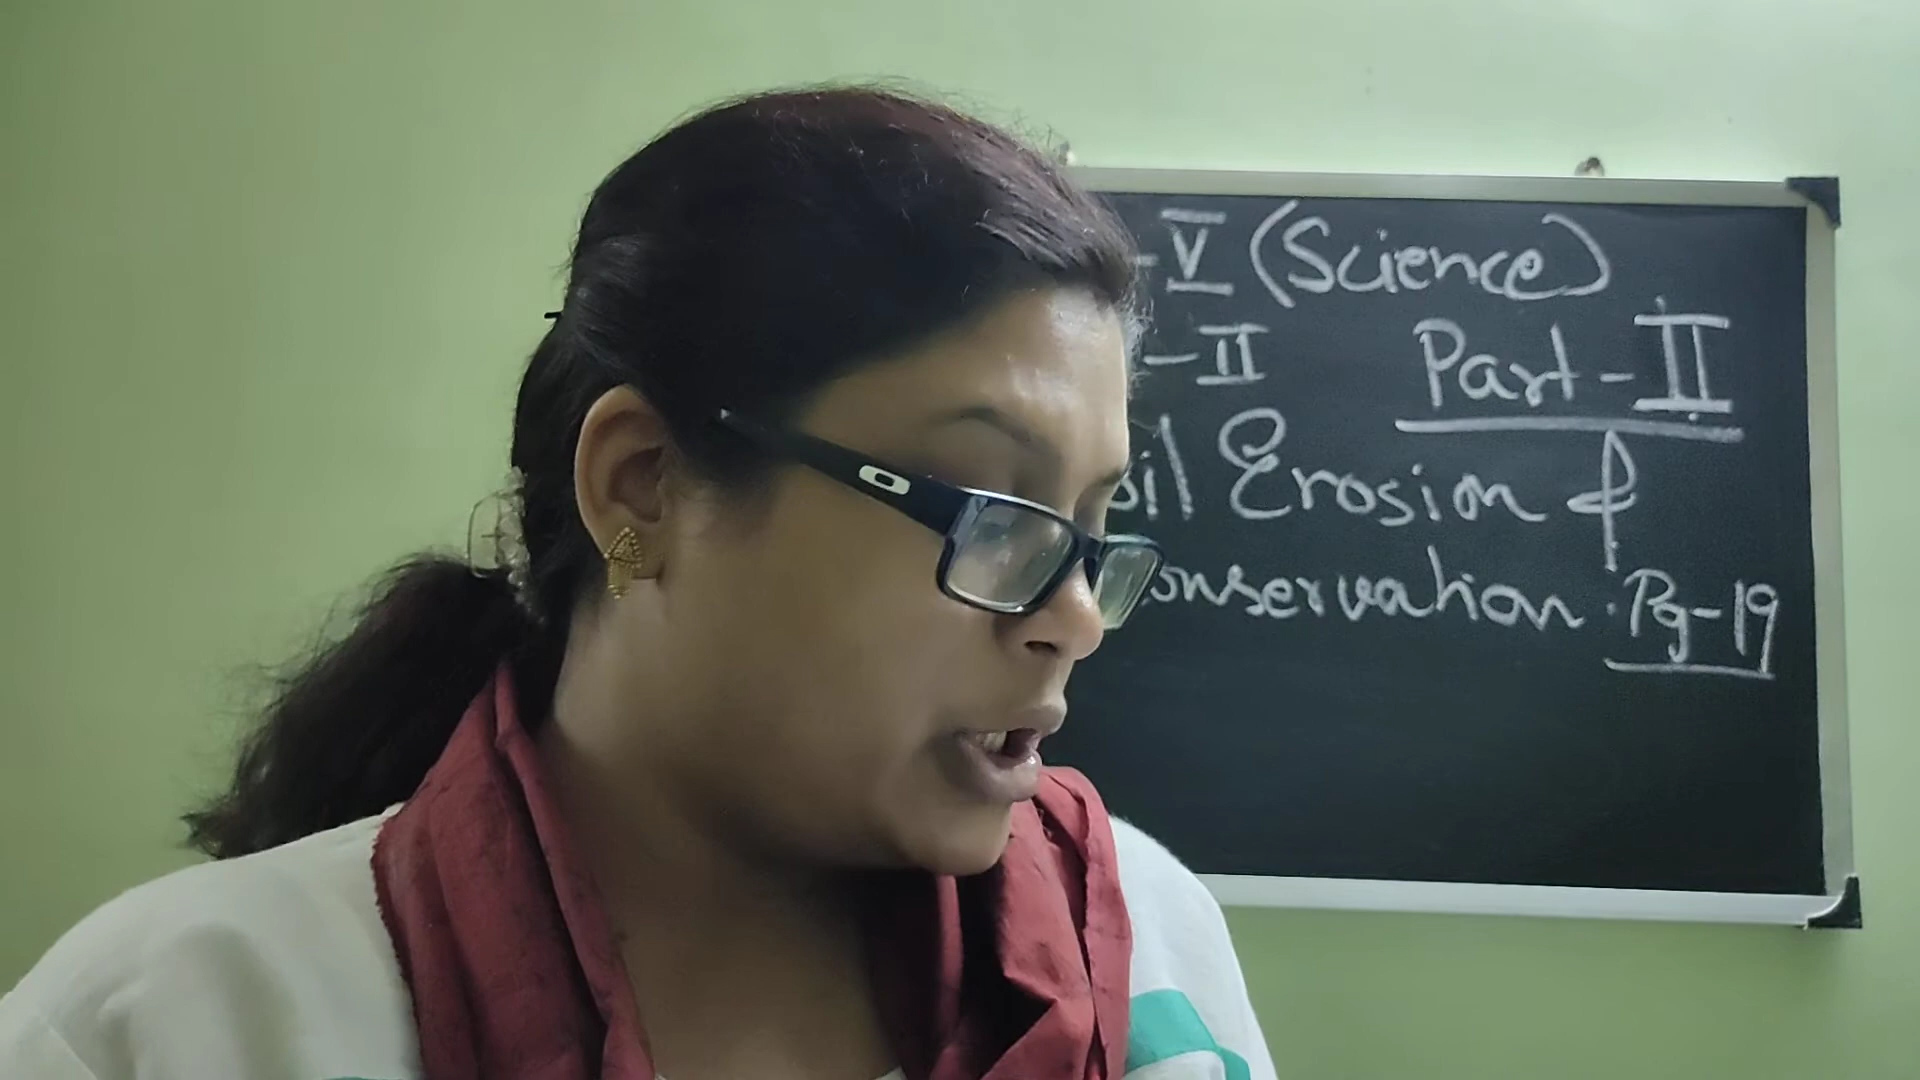 -V (Science)
-II Part-II
il Erosion &
onservation. Pg-19